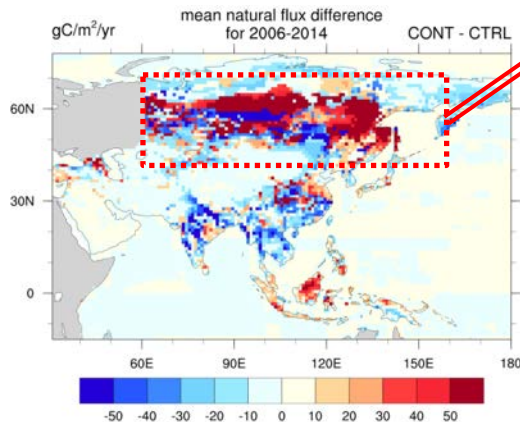 mean natural flux difference
gC/m²/yr for 2006-2014 CONT - CTRL
60N
30N
0
60E 90E 120E 150E 180
-50 -40 -30 -20 -10 0 10 20 30 40 50